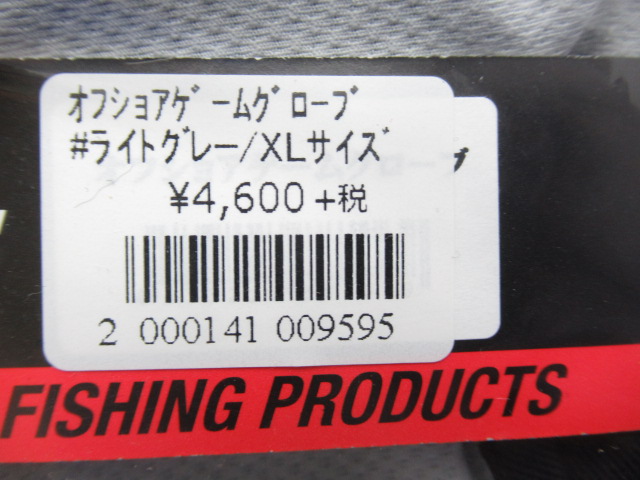 オフショアゲームグローブ
#ライトグレー/XLサイズ
¥4,600+税
2 000141 009595
FISHING PRODUCTS